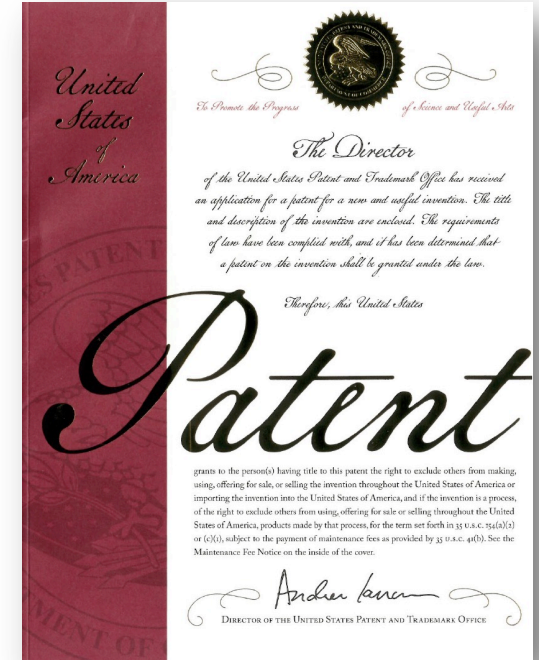 United
States
of
America
To Promote the Progress
of Science and Useful Arts
The Director
of the United States Patent and Trademark Office has received
an application for a patent for a new and useful invention. The title
and description of the invention are enclosed. The requirements
of law have been complied with, and it has been determined that
a patent on the invention shall be granted under the law.
Therefore, this United States
Patent
grants to the person(s) having title to this patent the right to exclude others from making,
using, offering for sale, or selling the invention throughout the United States of America or
importing the invention into the United States of America, and if the invention is a process,
of the right to exclude others from using, offering for sale or selling throughout the United
States of America, products made by that process, for the term set forth in 35 U.S.C. 154(a)(2)
or (c)(1), subject to the payment of maintenance fees as provided by 35 U.S.C. 41(b). See the
Maintenance Fee Notice on the inside of the cover.
DIRECTOR OF THE UNITED STATES PATENT AND TRADEMARK OFFICE